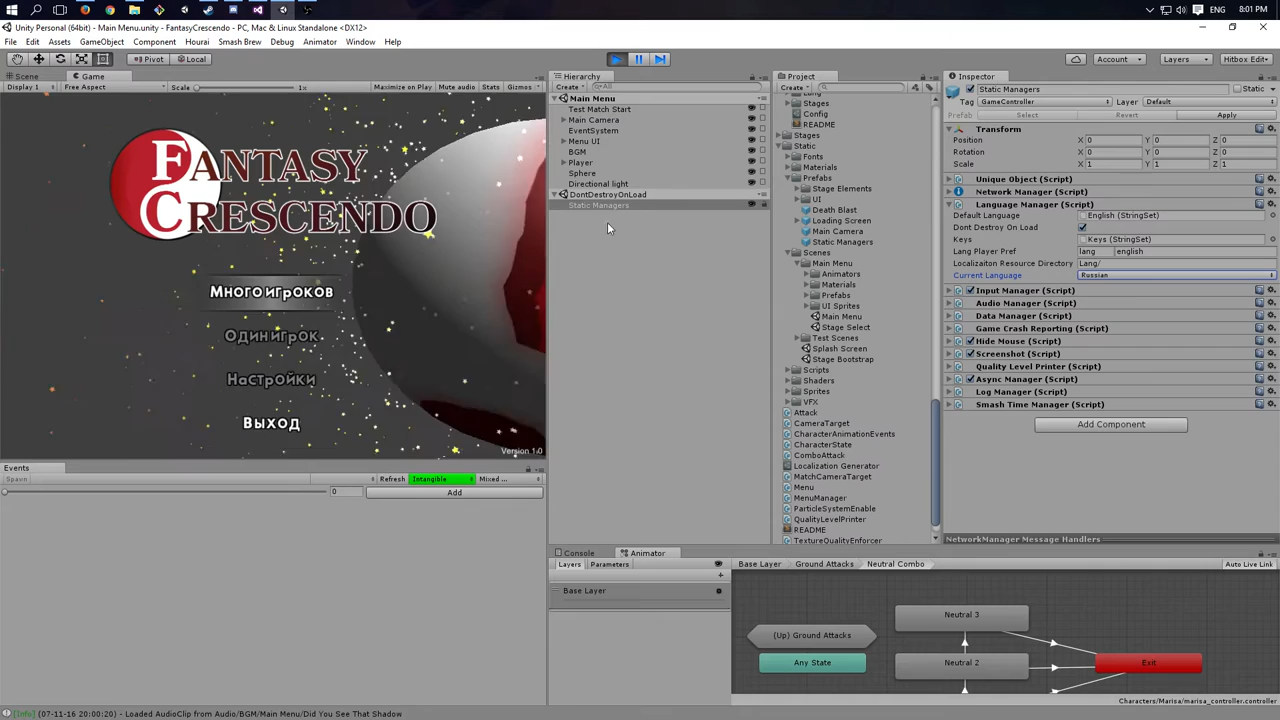 ENG
8:01 PM
Unity Personal (64bit) - Main Menu.unity - FantasyCrescendo - PC, Mac & Linux Standalone <DX12>
File Edit Assets GameObject Component Hourai Smash Brew Debug Animator Window Help
Pivot Local
Account Layers Hitbox Edit
Scene Game
Display 1 Free Aspect Scale 1x Maximize on Play Mute audio Stats Gizmos
FANTASY
CRESCENDO
Много игроков
Один игрок
Настройки
Выход
Version 1.0
Events
Spawn Refresh Intangible Mixed ...
0 Add
Hierarchy
Create All
Main Menu
Test Match Start
Main Camera
EventSystem
Menu UI
BGM
Player
Sphere
Directional light
DontDestroyOnLoad
Static Managers
Project
Create
Stages
Config
README
Stages
Static
Fonts
Materials
Prefabs
Stage Elements
UI
Death Blast
Loading Screen
Main Camera
Static Managers
Scenes
Main Menu
Animators
Materials
Prefabs
UI Sprites
Main Menu
Stage Select
Test Scenes
Splash Screen
Stage Bootstrap
Scripts
Shaders
Sprites
VFX
Attack
CameraTarget
CharacterAnimationEvents
CharacterState
ComboAttack
Localization Generator
MatchCameraTarget
Menu
MenuManager
ParticleSystemEnable
QualityLevelPrinter
README
TextureQualityEnforcer
Inspector
Static Managers Static
Tag GameController Layer Default
Prefab Select Revert Apply
Transform
Position X 0 Y 0 Z 0
Rotation X 0 Y 0 Z 0
Scale X 1 Y 1 Z 1
Unique Object (Script)
Network Manager (Script)
Language Manager (Script)
Default Language English (StringSet)
Dont Destroy On Load
Keys Keys (StringSet)
Lang Player Pref lang english
Localizaiton Resource Directory Lang/
Current Language Russian
Input Manager (Script)
Audio Manager (Script)
Data Manager (Script)
Game Crash Reporting (Script)
Hide Mouse (Script)
Screenshot (Script)
Quality Level Printer (Script)
Async Manager (Script)
Log Manager (Script)
Smash Time Manager (Script)
Add Component
NetworkManager Message Handlers
Console Animator
Layers Parameters
Base Layer
Base Layer Ground Attacks Neutral Combo Auto Live Link
Neutral 3
(Up) Ground Attacks
Any State
Neutral 2
Exit
Characters/Marisa/marisa_controller.controller
[Info] (07-11-16 20:00:20) - Loaded AudioClip from Audio/BGM/Main Menu/Did You See That Shadow